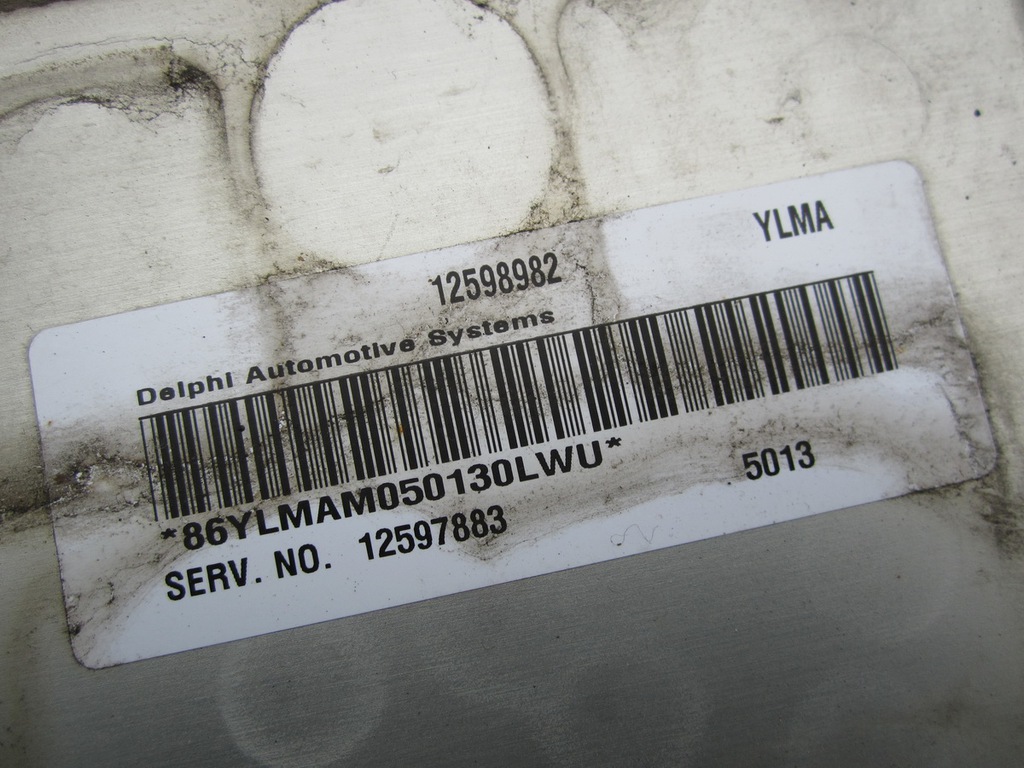 YLMA
12598982
Delphi Automotive Systems
*86YLMAM050130LWU*
5013
SERV. NO. 12597883